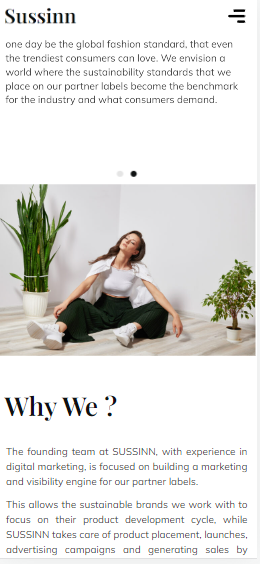 Sussinn
one day be the global fashion standard, that even
the trendiest consumers can love. We envision a
world where the sustainability standards that we
place on our partner labels become the benchmark
for the industry and what consumers demand.
Why We ?
The founding team at SUSSINN, with experience in
digital marketing, is focused on building a marketing
and visibility engine for our partner labels.
This allows the sustainable brands we work with to
focus on their product development cycle, while
SUSSINN takes care of product placement, launches,
advertising campaigns and generating sales by